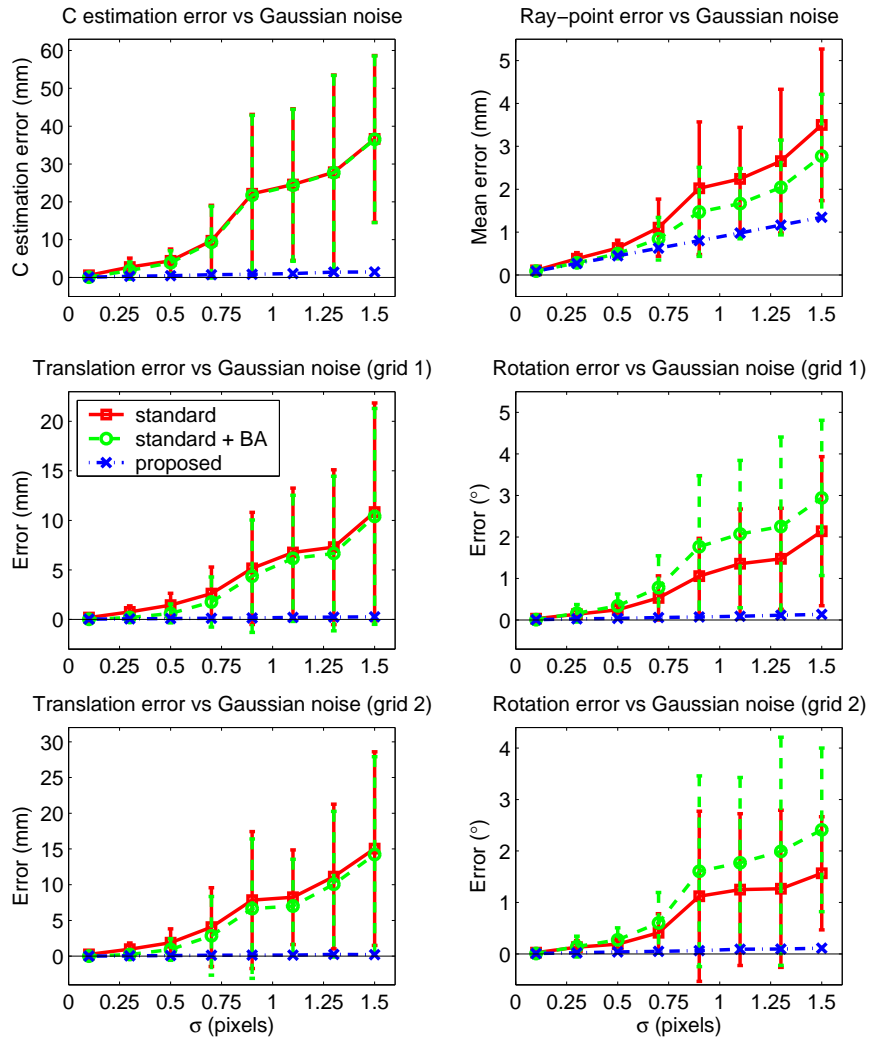 C estimation error vs Gaussian noise
60
50
40
30
20
10
0
C estimation error (mm)
0 0.25 0.5 0.75 1 1.25 1.5
Ray−point error vs Gaussian noise
5
4
3
2
1
0
Mean error (mm)
0 0.25 0.5 0.75 1 1.25 1.5
Translation error vs Gaussian noise (grid 1)
20
15
10
5
0
Error (mm)
standard
standard + BA
proposed
0 0.25 0.5 0.75 1 1.25 1.5
Rotation error vs Gaussian noise (grid 1)
5
4
3
2
1
0
Error (°)
0 0.25 0.5 0.75 1 1.25 1.5
Translation error vs Gaussian noise (grid 2)
30
25
20
15
10
5
0
Error (mm)
0 0.25 0.5 0.75 1 1.25 1.5
σ (pixels)
Rotation error vs Gaussian noise (grid 2)
4
3
2
1
0
Error (°)
0 0.25 0.5 0.75 1 1.25 1.5
σ (pixels)